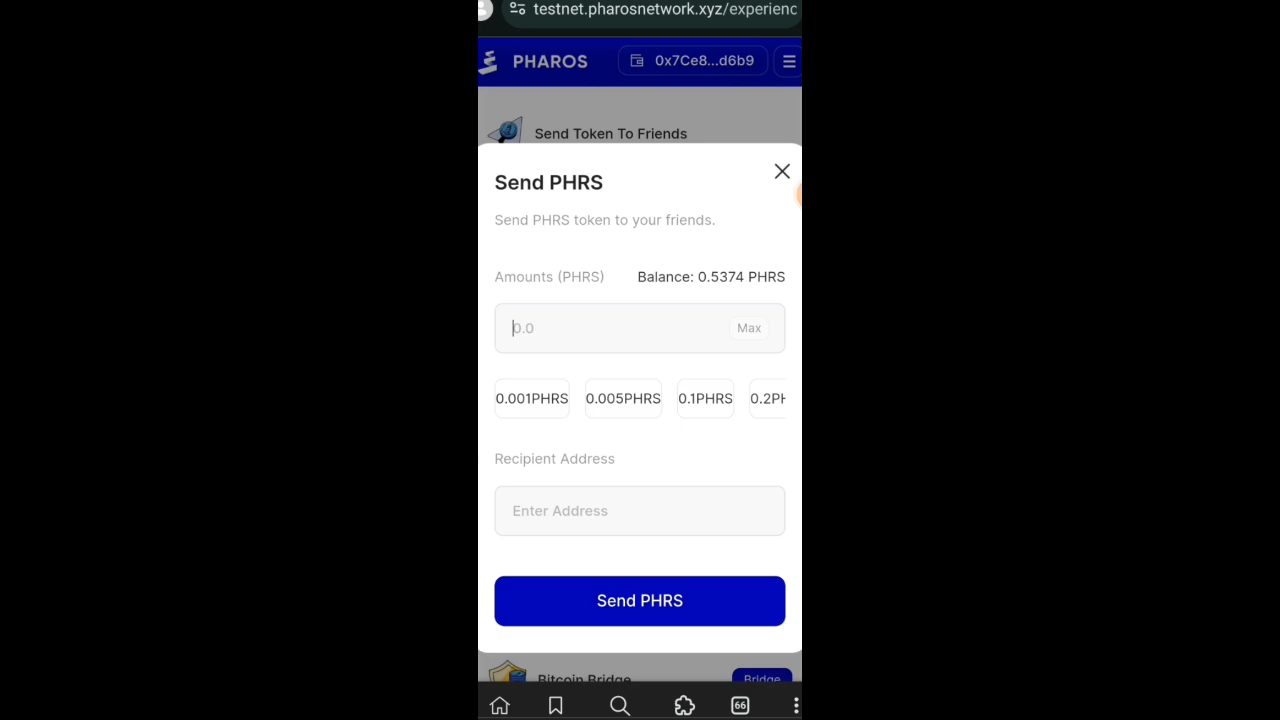 testnet.pharosnetwork.xyz/experienc
PHAROS
0x7Ce8...d6b9
Send Token To Friends
Send PHRS
Send PHRS token to your friends.
Amounts (PHRS)
Balance: 0.5374 PHRS
0.0
Max
0.001PHRS
0.005PHRS
0.1PHRS
0.2PH
Recipient Address
Enter Address
Send PHRS
Bitcoin Bridge
Bridge
66